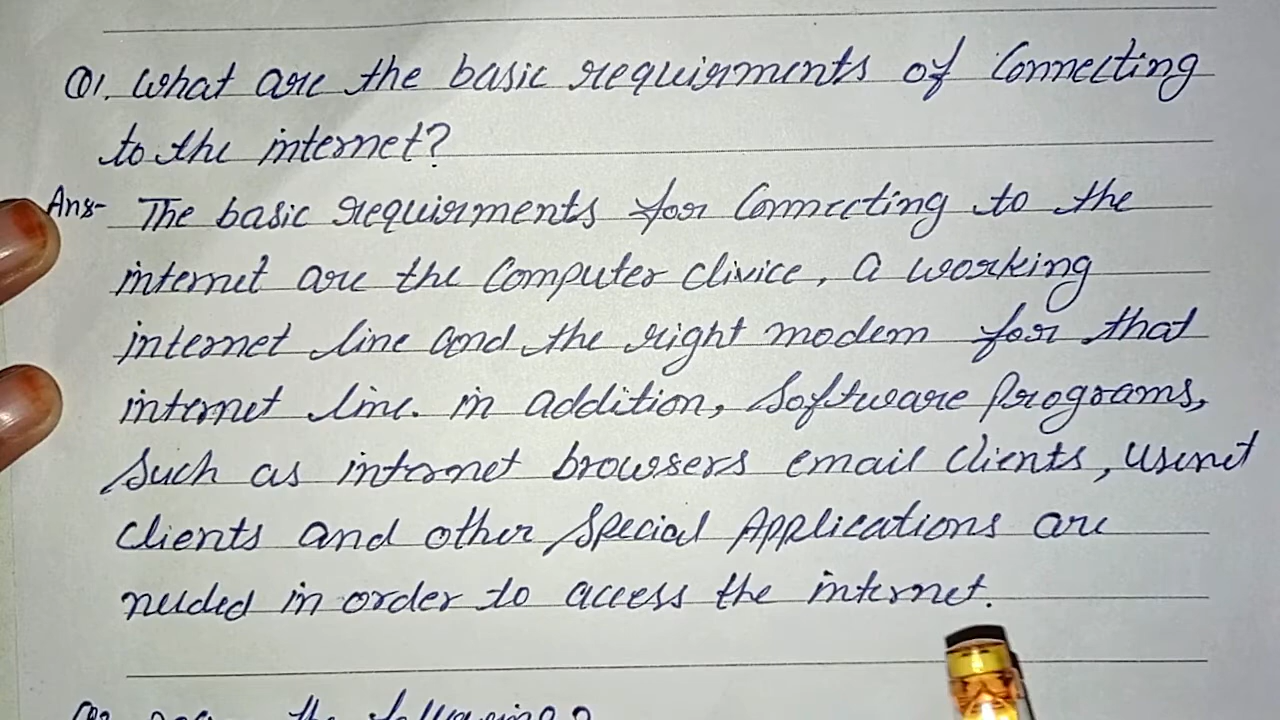 Q1. What are the basic requirments of Connecting
to the internet?
Ans- The basic requirments for Connecting to the
internet are the Computer clivice, a working
internet line and the right modem for that
internet line. in addition, Software Programs,
Such as internet browsers email clients, usenet
clients and other Special Applications are
needed in order to access the internet.
the following?